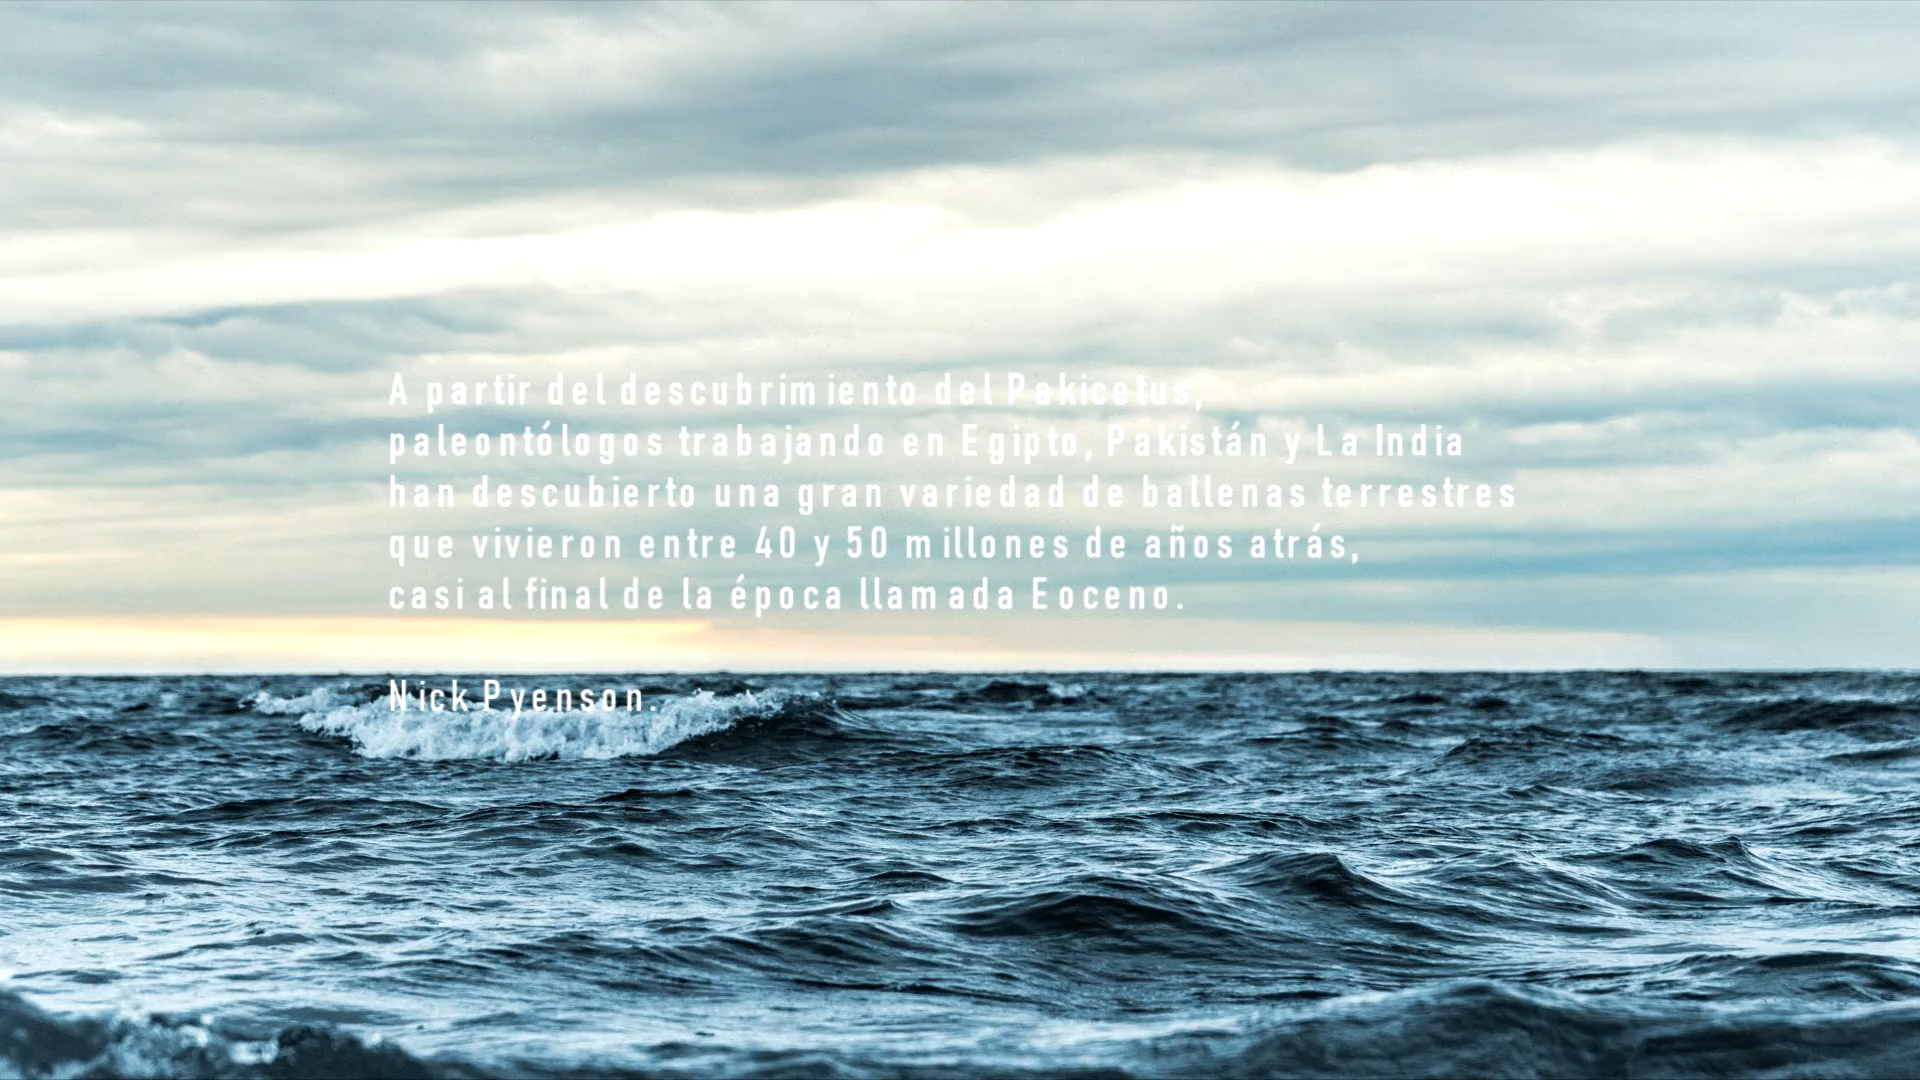 A partir del descubrimiento del Pakicetus,
paleontólogos trabajando en Egipto, Pakistán y La India
han descubierto una gran variedad de ballenas terrestres
que vivieron entre 40 y 50 millones de años atrás,
casi al final de la época llamada Eoceno.
Nick Pyenson.